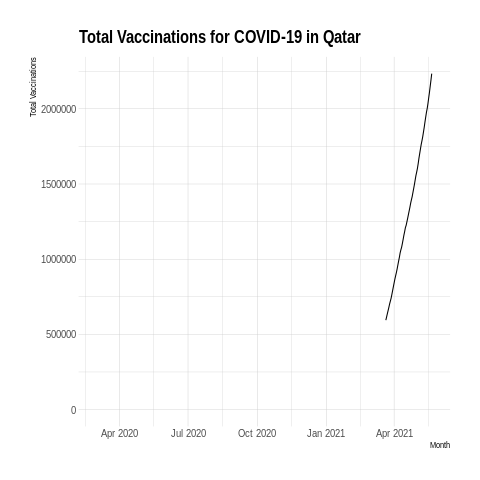 Total Vaccinations for COVID-19 in Qatar
Total Vaccinations
2000000
1500000
1000000
500000
0
Apr 2020 Jul 2020 Oct 2020 Jan 2021 Apr 2021
Month